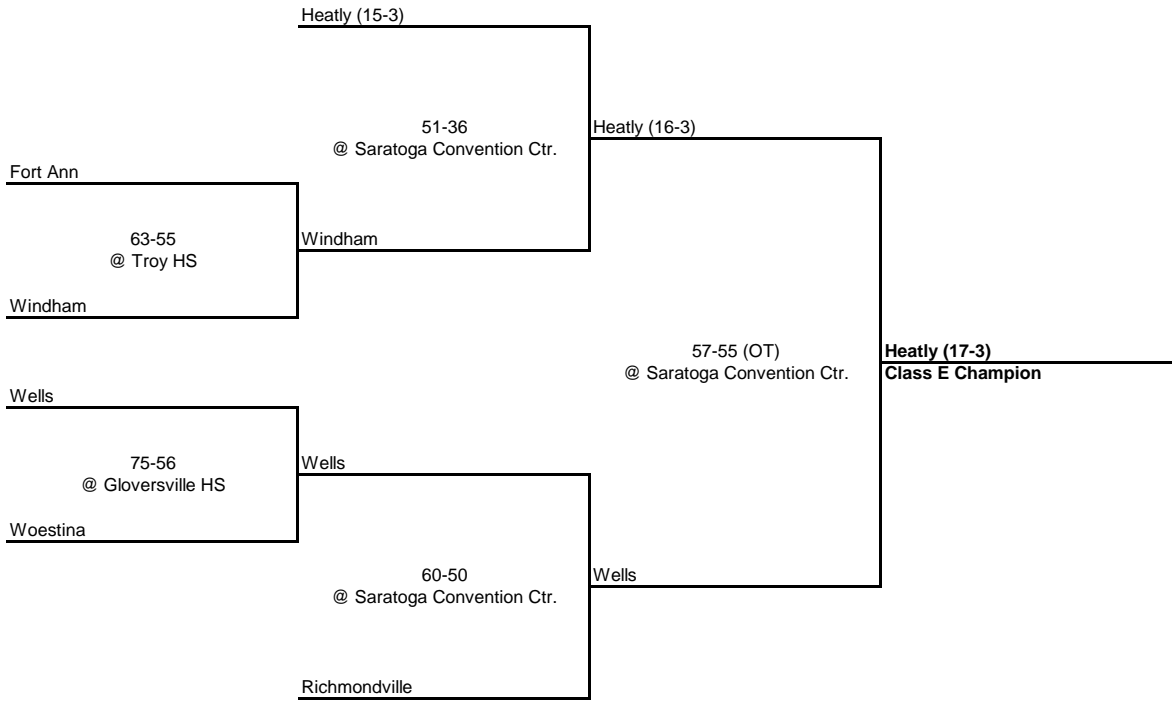 Heatly (15-3)
51-36
@ Saratoga Convention Ctr.
Heatly (16-3)
Fort Ann
63-55
@ Troy HS
Windham
Windham
57-55 (OT)
@ Saratoga Convention Ctr.
Heatly (17-3)
Class E Champion
Wells
75-56
@ Gloversville HS
Wells
Woestina
60-50
@ Saratoga Convention Ctr.
Wells
Richmondville